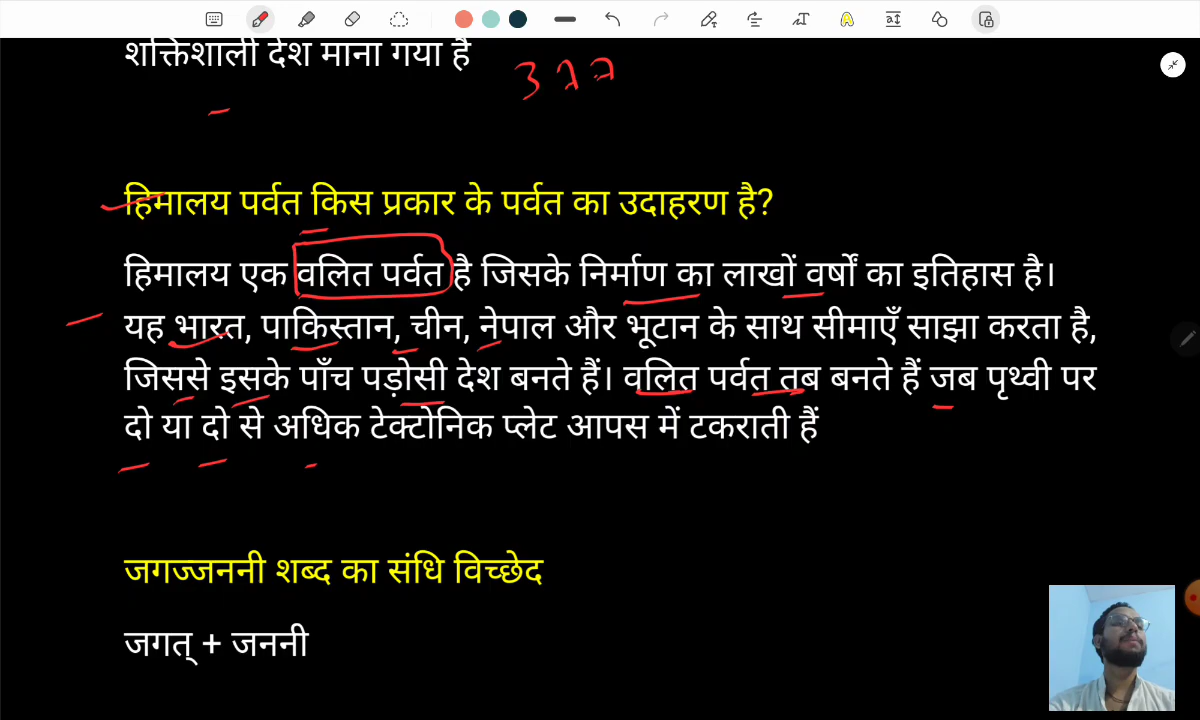 शक्तिशाली देश माना गया है
हिमालय पर्वत किस प्रकार के पर्वत का उदाहरण है?
हिमालय एक वलित पर्वत है जिसके निर्माण का लाखों वर्षों का इतिहास है।
यह भारत, पाकिस्तान, चीन, नेपाल और भूटान के साथ सीमाएँ साझा करता है,
जिससे इसके पाँच पड़ोसी देश बनते हैं। वलित पर्वत तब बनते हैं जब पृथ्वी पर
दो या दो से अधिक टेक्टोनिक प्लेट आपस में टकराती हैं
जगज्जननी शब्द का संधि विच्छेद
जगत् + जननी